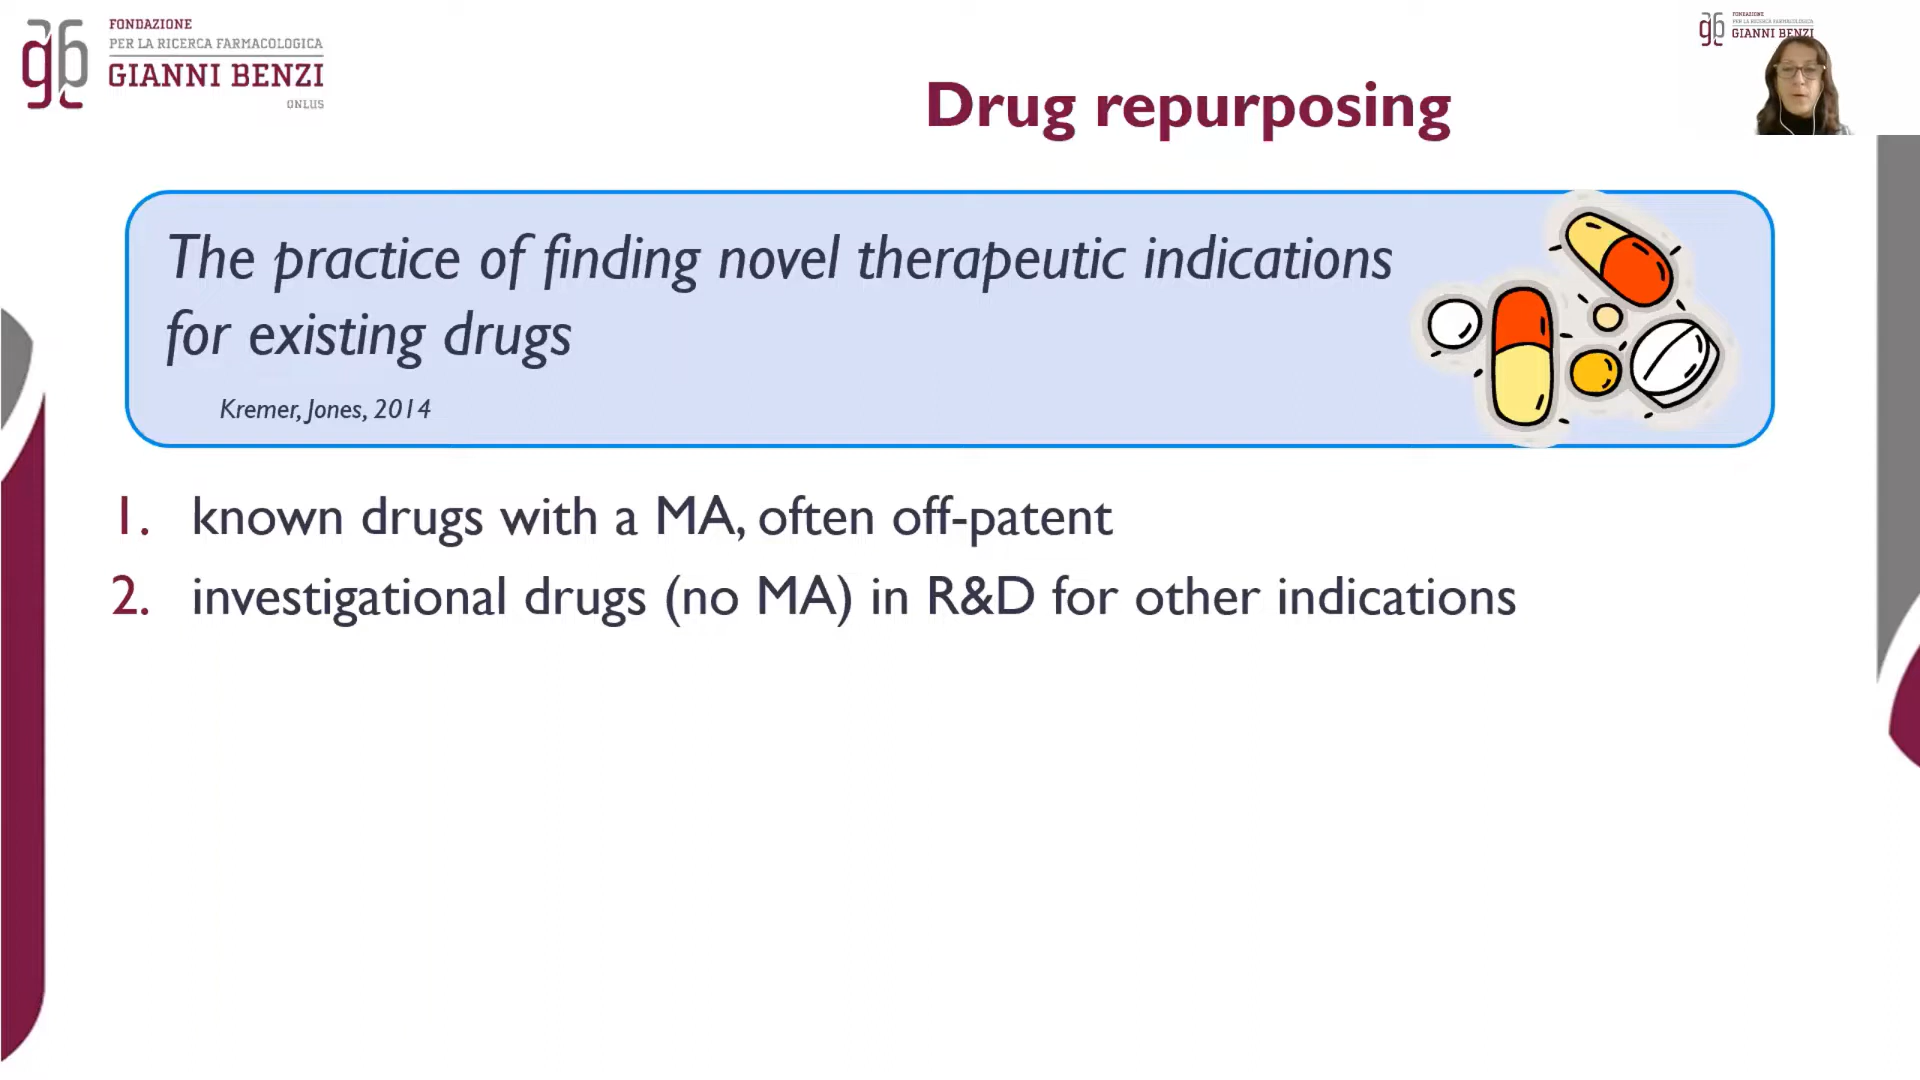 FONDAZIONE
PER LA RICERCA FARMACOLOGICA
GIANNI BENZI
ONLUS
FONDAZIONE
PER LA RICERCA FARMACOLOGICA
GIANNI BENZI
Drug repurposing
The practice of finding novel therapeutic indications
for existing drugs
Kremer, Jones, 2014
1. known drugs with a MA, often off-patent
2. investigational drugs (no MA) in R&D for other indications